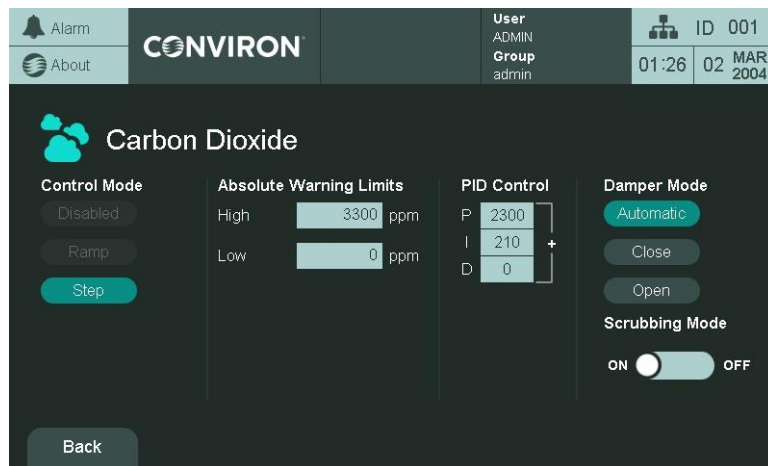 Alarm
About
CONVIRON
User
ADMIN
Group
admin
ID 001
01:26 02 MAR 2004
Carbon Dioxide
Control Mode
Disabled
Ramp
Step
Absolute Warning Limits
High 3300 ppm
Low 0 ppm
PID Control
P 2300
I 210 +
D 0
Damper Mode
Automatic
Close
Open
Scrubbing Mode
ON OFF
Back